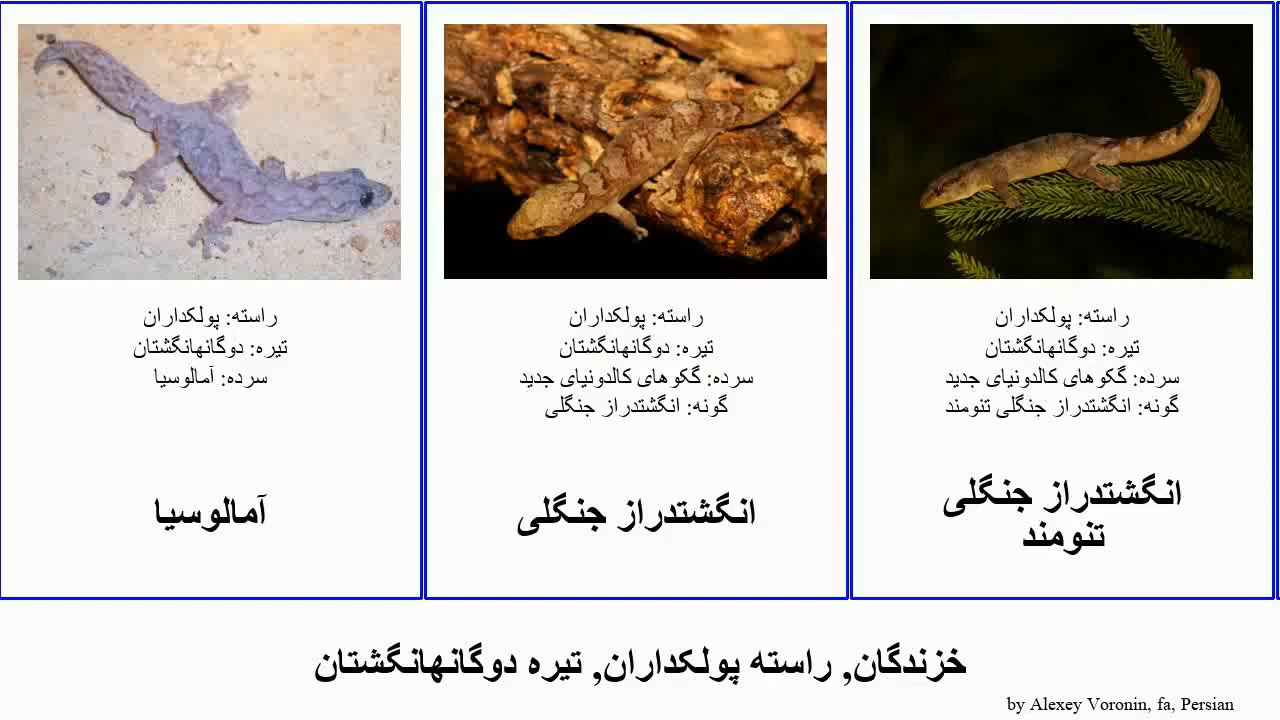 راسته: پولکداران
تیره: دوگانهانگشتان
سرده: آمالوسیا
آمالوسیا
راسته: پولکداران
تیره: دوگانهانگشتان
سرده: گکوهای کالدونیای جدید
گونه: انگشتدراز جنگلی
انگشتدراز جنگلی
راسته: پولکداران
تیره: دوگانهانگشتان
سرده: گکوهای کالدونیای جدید
گونه: انگشتدراز جنگلی تنومند
انگشتدراز جنگلی
تنومند
خزندگان, راسته پولکداران, تیره دوگانهانگشتان
by Alexey Voronin, fa, Persian